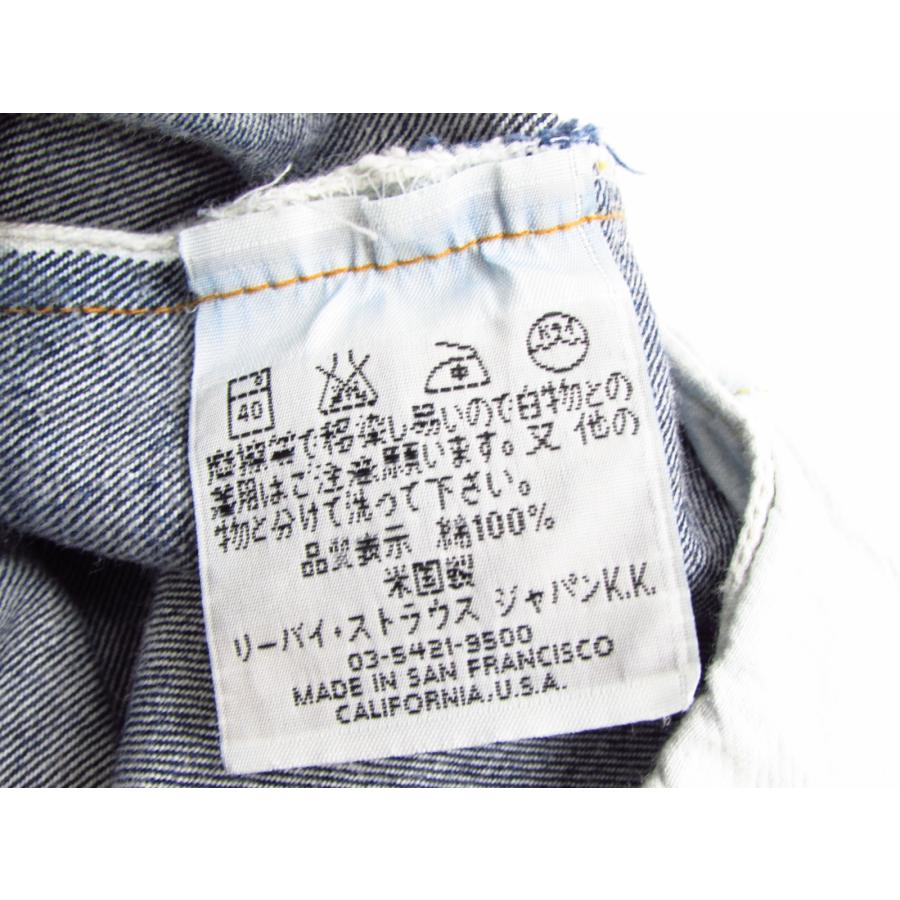 40
摩擦等で移染し易いので白物との
着用はご注意願います。又 他の
物と分けて洗って下さい。
品質表示 綿100%
米国製
リーバイ・ストラウス ジャパンK.K.
03-5421-3500
MADE IN SAN FRANCISCO
CALIFORNIA, U.S.A.